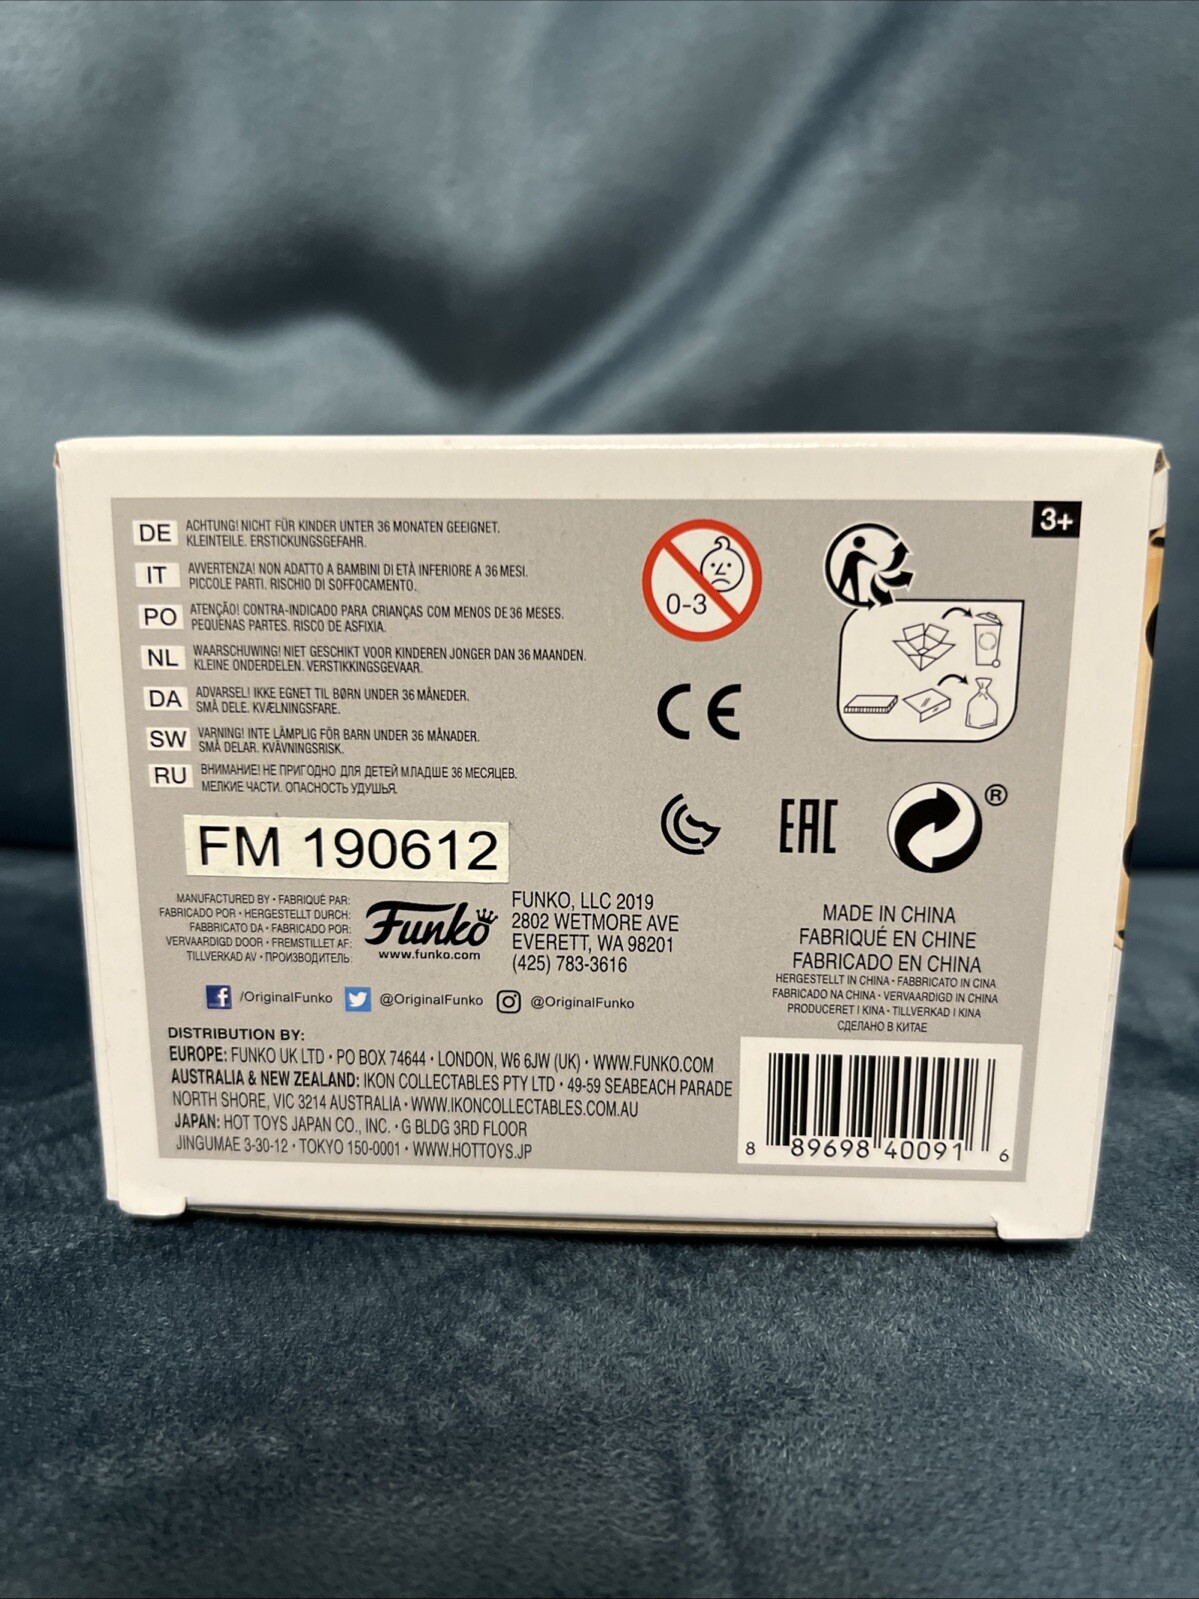 3+
DE ACHTUNG! NICHT FÜR KINDER UNTER 36 MONATEN GEEIGNET.
KLEINTEILE. ERSTICKUNGSGEFAHR.
IT AVVERTENZA! NON ADATTO A BAMBINI DI ETÀ INFERIORE A 36 MESI.
PICCOLE PARTI. RISCHIO DI SOFFOCAMENTO.
PO ATENÇÃO! CONTRA-INDICADO PARA CRIANÇAS COM MENOS DE 36 MESES.
PEQUENAS PARTES. RISCO DE ASFIXIA.
NL WAARSCHUWING! NIET GESCHIKT VOOR KINDEREN JONGER DAN 36 MAANDEN.
KLEINE ONDERDELEN. VERSTIKKINGSGEVAAR.
DA ADVARSEL! IKKE EGNET TIL BØRN UNDER 36 MÅNEDER.
SMÅ DELE. KVÆLNINGSFARE.
SW VARNING! INTE LÄMPLIG FÖR BARN UNDER 36 MÅNADER.
SMÅ DELAR. KVÄVNINGSRISK.
RU ВНИМАНИЕ! НЕ ПРИГОДНО ДЛЯ ДЕТЕЙ МЛАДШЕ 36 МЕСЯЦЕВ.
МЕЛКИЕ ЧАСТИ. ОПАСНОСТЬ УДУШЬЯ.
0-3
CE
EAC
®
FM 190612
MANUFACTURED BY • FABRIQUÉ PAR:
FABRICADO POR • HERGESTELLT DURCH:
FABBRICATO DA • FABRICADO POR:
VERVAARDIGD DOOR • FREMSTILLET AF:
TILLVERKAD AV • ПРОИЗВОДИТЕЛЬ:
Funko
www.funko.com
FUNKO, LLC 2019
2802 WETMORE AVE
EVERETT, WA 98201
(425) 783-3616
MADE IN CHINA
FABRIQUÉ EN CHINE
FABRICADO EN CHINA
HERGESTELLT IN CHINA • FABBRICATO IN CINA
FABRICADO NA CHINA • VERVAARDIGD IN CHINA
PRODUCERET I KINA • TILLVERKAD I KINA
СДЕЛАНО В КИТАЕ
f /OriginalFunko @OriginalFunko @OriginalFunko
DISTRIBUTION BY:
EUROPE: FUNKO UK LTD • PO BOX 74644 • LONDON, W6 6JW (UK) • WWW.FUNKO.COM
AUSTRALIA & NEW ZEALAND: IKON COLLECTABLES PTY LTD • 49-59 SEABEACH PARADE
NORTH SHORE, VIC 3214 AUSTRALIA • WWW.IKONCOLLECTABLES.COM.AU
JAPAN: HOT TOYS JAPAN CO., INC. • G BLDG 3RD FLOOR
JINGUMAE 3-30-12 • TOKYO 150-0001 • WWW.HOTTOYS.JP
8 89698 40091 6